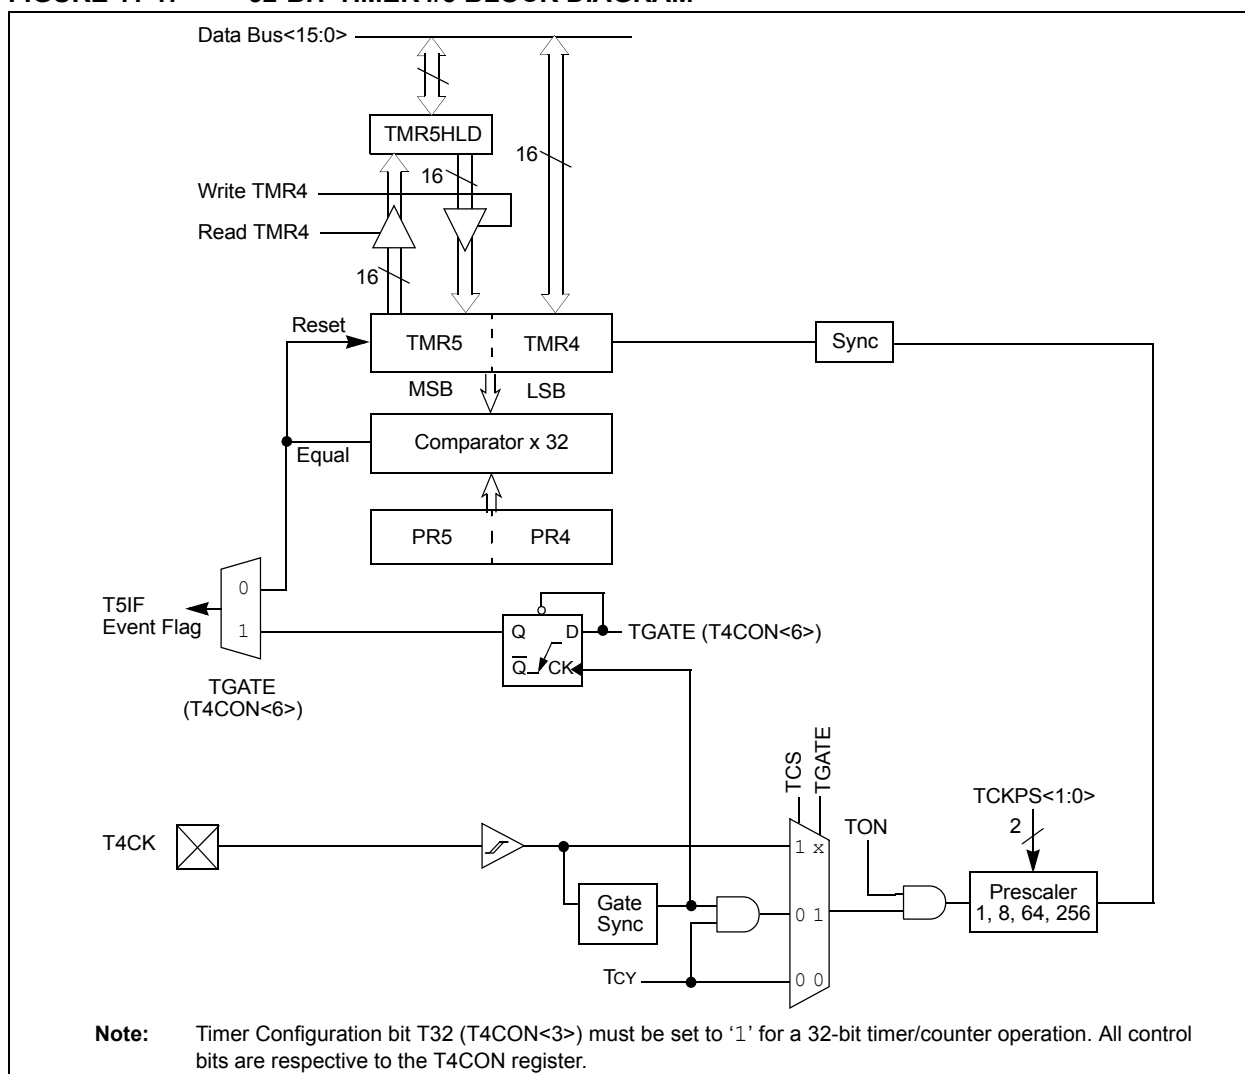 Data Bus<15:0>
TMR5HLD
16
16
Write TMR4
Read TMR4
16
Reset
TMR5
TMR4
Sync
MSB
LSB
Equal
Comparator x 32
PR5
PR4
0
T5IF
Event Flag
1
Q
D
TGATE (T4CON<6>)
Q
CK
TGATE
(T4CON<6>)
TCS
TGATE
TCKPS<1:0>
2
TON
T4CK
1 x
Prescaler
1, 8, 64, 256
Gate
Sync
0 1
TCY
0 0
Note: Timer Configuration bit T32 (T4CON<3>) must be set to ‘1’ for a 32-bit timer/counter operation. All control
bits are respective to the T4CON register.